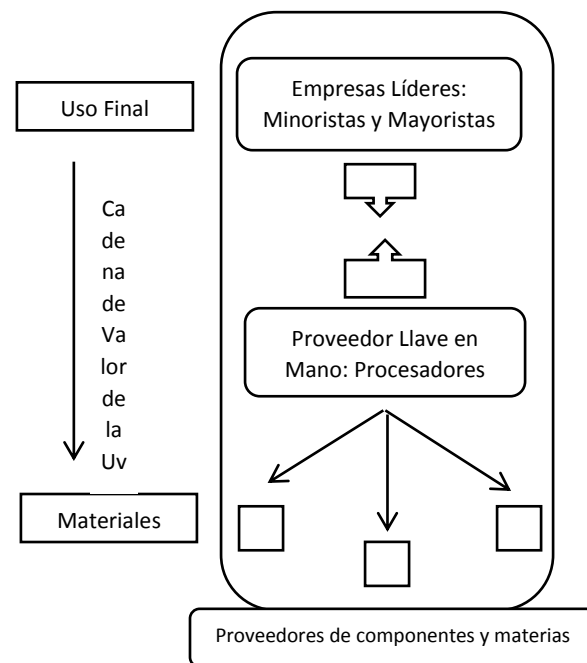 Uso Final
Ca
de
na
de
Va
lor
de
la
Uv
Materiales
Empresas Líderes:
Minoristas y Mayoristas
Proveedor Llave en
Mano: Procesadores
Proveedores de componentes y materias